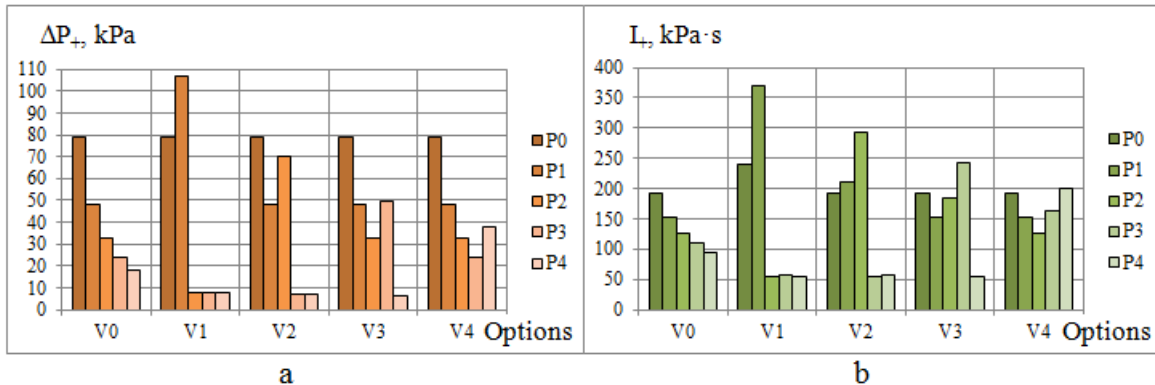 ΔP₊, kPa
110
100
90
80
70
60
50
40
30
20
10
0
V0 V1 V2 V3 V4 Options
P0
P1
P2
P3
P4
a
L₊, kPa·s
400
350
300
250
200
150
100
50
0
V0 V1 V2 V3 V4 Options
P0
P1
P2
P3
P4
b